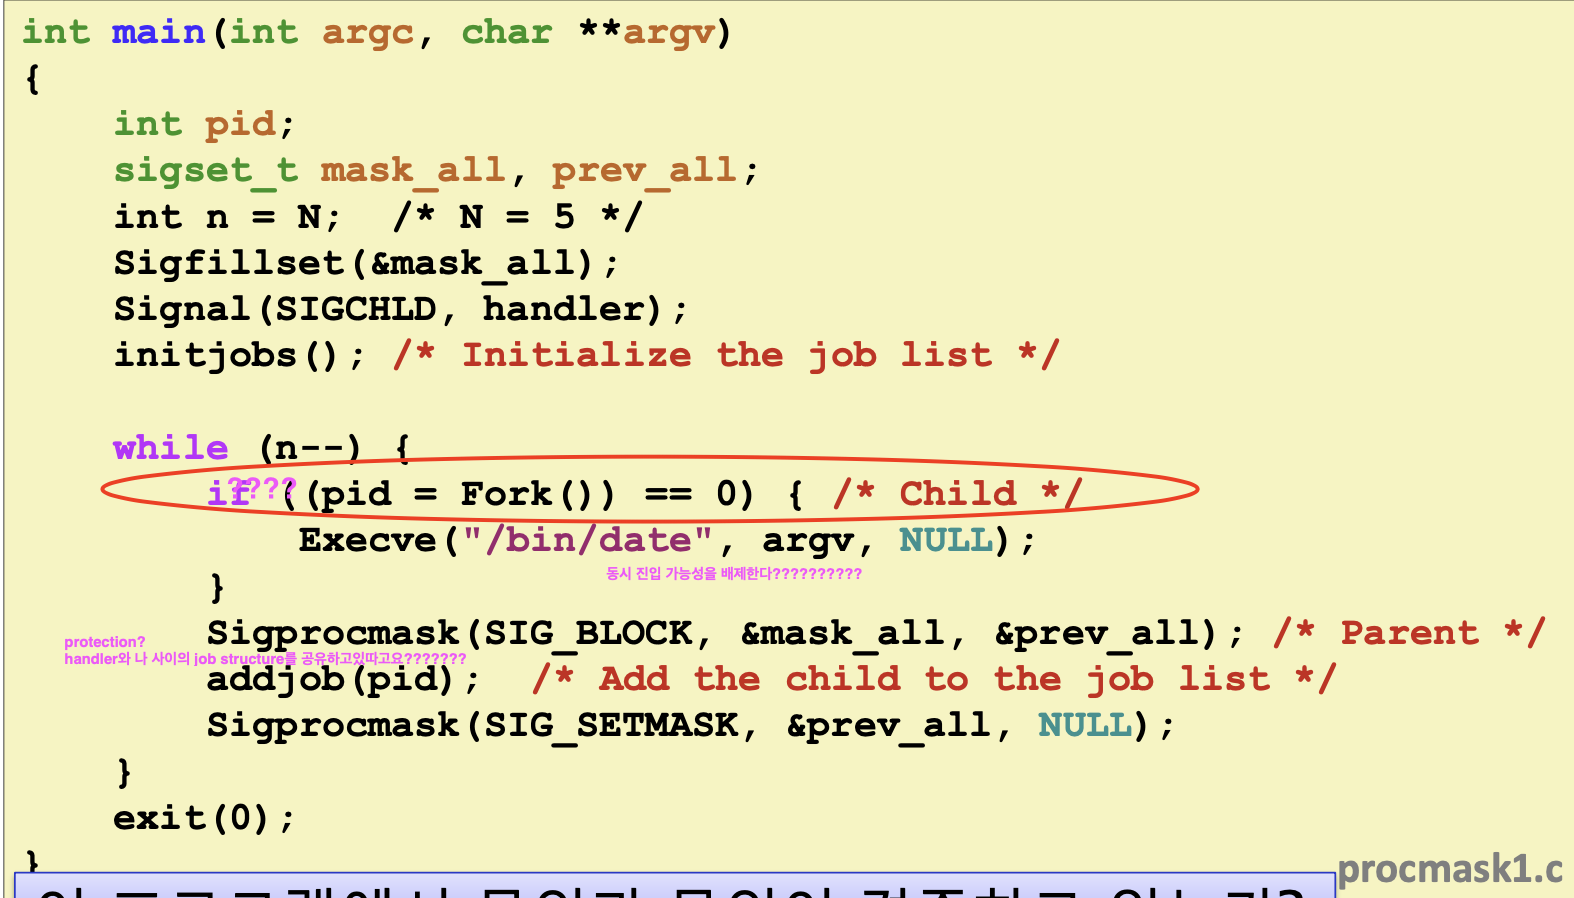 int main(int argc, char **argv)
{
    int pid;
    sigset_t mask_all, prev_all;
    int n = N;  /* N = 5 */
    Sigfillset(&mask_all);
    Signal(SIGCHLD, handler);
    initjobs(); /* Initialize the job list */
    while (n--) {
????
        if ((pid = Fork()) == 0) { /* Child */
            Execve("/bin/date", argv, NULL);
동시 진입 가능성을 배제한다??????????
        }
        Sigprocmask(SIG_BLOCK, &mask_all, &prev_all); /* Parent */
protection?
handler와 나 사이의 job structure를 공유하고있따고요???????
        addjob(pid);  /* Add the child to the job list */
        Sigprocmask(SIG_SETMASK, &prev_all, NULL);
    }
    exit(0);
}
procmask1.c